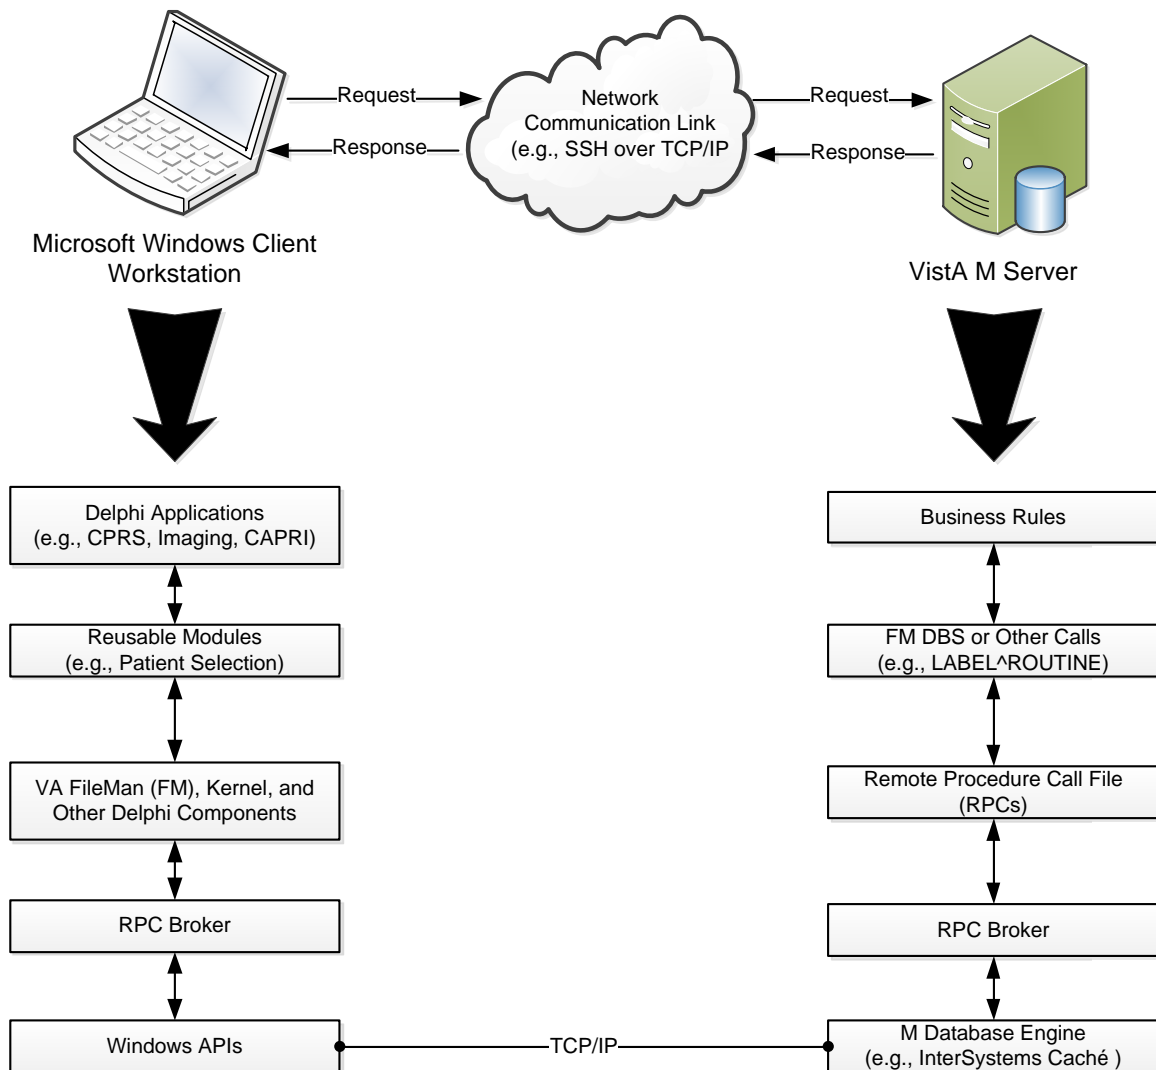 Request
Response
Network
Communication Link
(e.g., SSH over TCP/IP
Request
Response
Microsoft Windows Client
Workstation
VistA M Server
Delphi Applications
(e.g., CPRS, Imaging, CAPRI)
Reusable Modules
(e.g., Patient Selection)
VA FileMan (FM), Kernel, and
Other Delphi Components
RPC Broker
Windows APIs
TCP/IP
Business Rules
FM DBS or Other Calls
(e.g., LABEL^ROUTINE)
Remote Procedure Call File
(RPCs)
RPC Broker
M Database Engine
(e.g., InterSystems Caché )